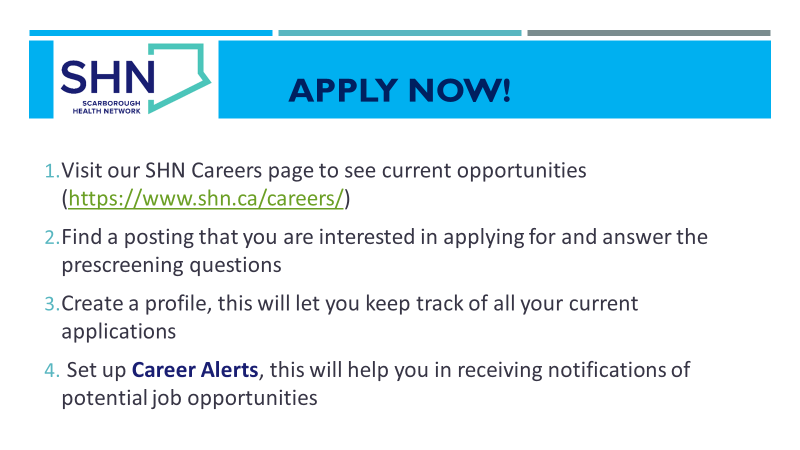 SHN
SCARBOROUGH
HEALTH NETWORK
APPLY NOW!
1.Visit our SHN Careers page to see current opportunities
(https://www.shn.ca/careers/)
2.Find a posting that you are interested in applying for and answer the
prescreening questions
3.Create a profile, this will let you keep track of all your current
applications
4. Set up Career Alerts, this will help you in receiving notifications of
potential job opportunities